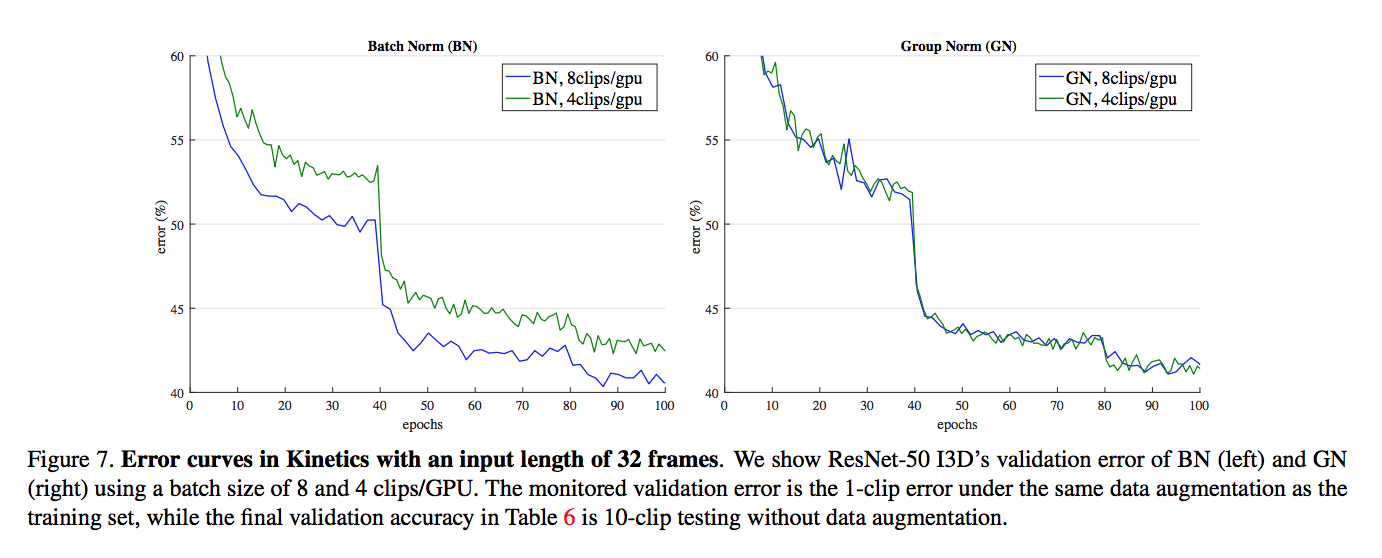 Batch Norm (BN)
60
55
50
45
40
error (%)
BN, 8clips/gpu
BN, 4clips/gpu
0 10 20 30 40 50 60 70 80 90 100
epochs
Group Norm (GN)
60
55
50
45
40
error (%)
GN, 8clips/gpu
GN, 4clips/gpu
0 10 20 30 40 50 60 70 80 90 100
epochs
Figure 7. Error curves in Kinetics with an input length of 32 frames. We show ResNet-50 I3D's validation error of BN (left) and GN
(right) using a batch size of 8 and 4 clips/GPU. The monitored validation error is the 1-clip error under the same data augmentation as the
training set, while the final validation accuracy in Table 6 is 10-clip testing without data augmentation.